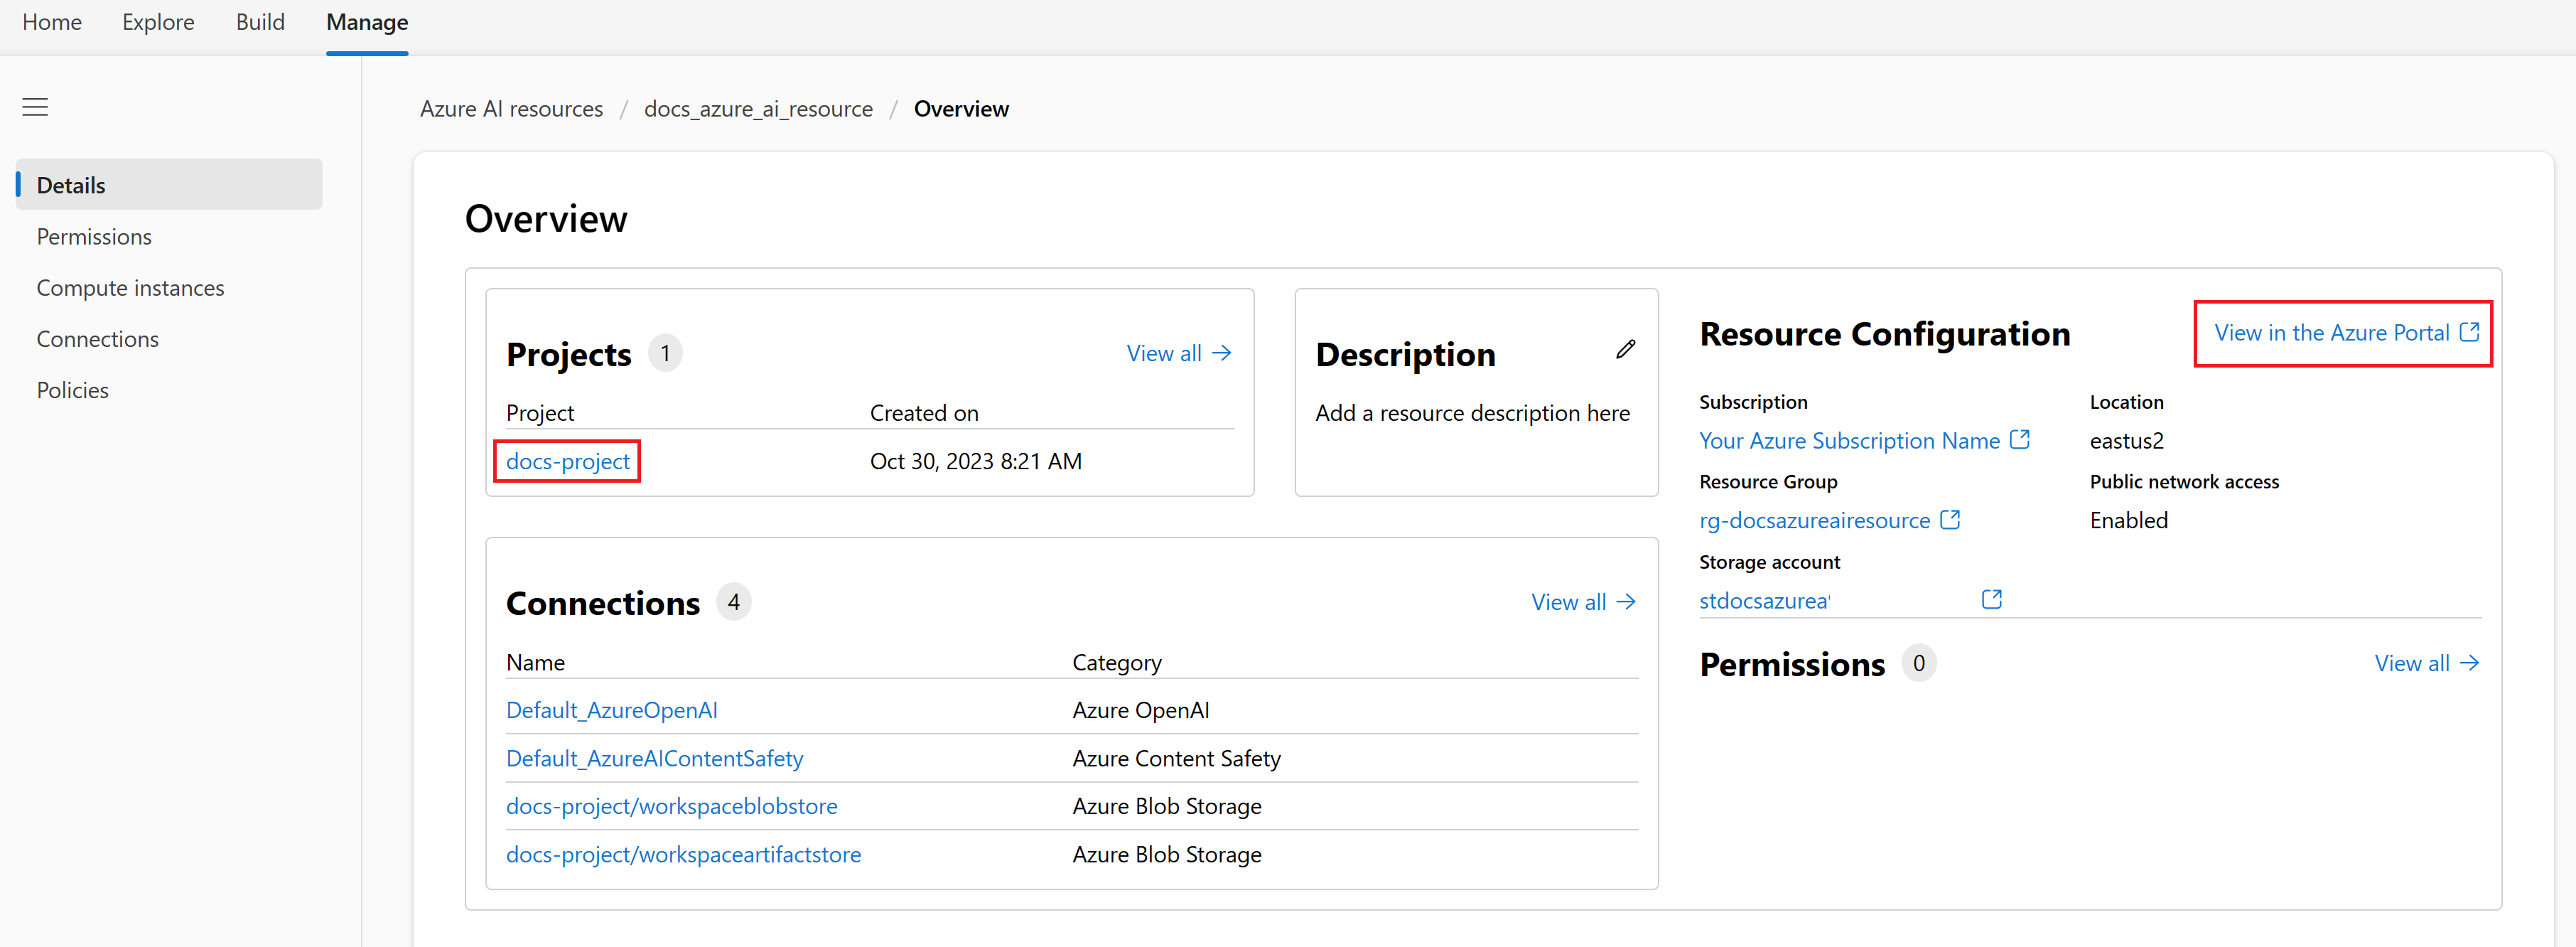 Home Explore Build Manage
Azure AI resources / docs_azure_ai_resource / Overview
Details
Permissions
Compute instances
Connections
Policies
Overview
Projects 1 View all
Project Created on
docs-project Oct 30, 2023 8:21 AM
Description
Add a resource description here
Connections 4 View all
Name Category
Default_AzureOpenAI Azure OpenAI
Default_AzureAIContentSafety Azure Content Safety
docs-project/workspaceblobstore Azure Blob Storage
docs-project/workspaceartifactstore Azure Blob Storage
Resource Configuration View in the Azure Portal
Subscription Location
Your Azure Subscription Name eastus2
Resource Group Public network access
rg-docsazureairesource Enabled
Storage account
stdocsazurea
Permissions 0 View all